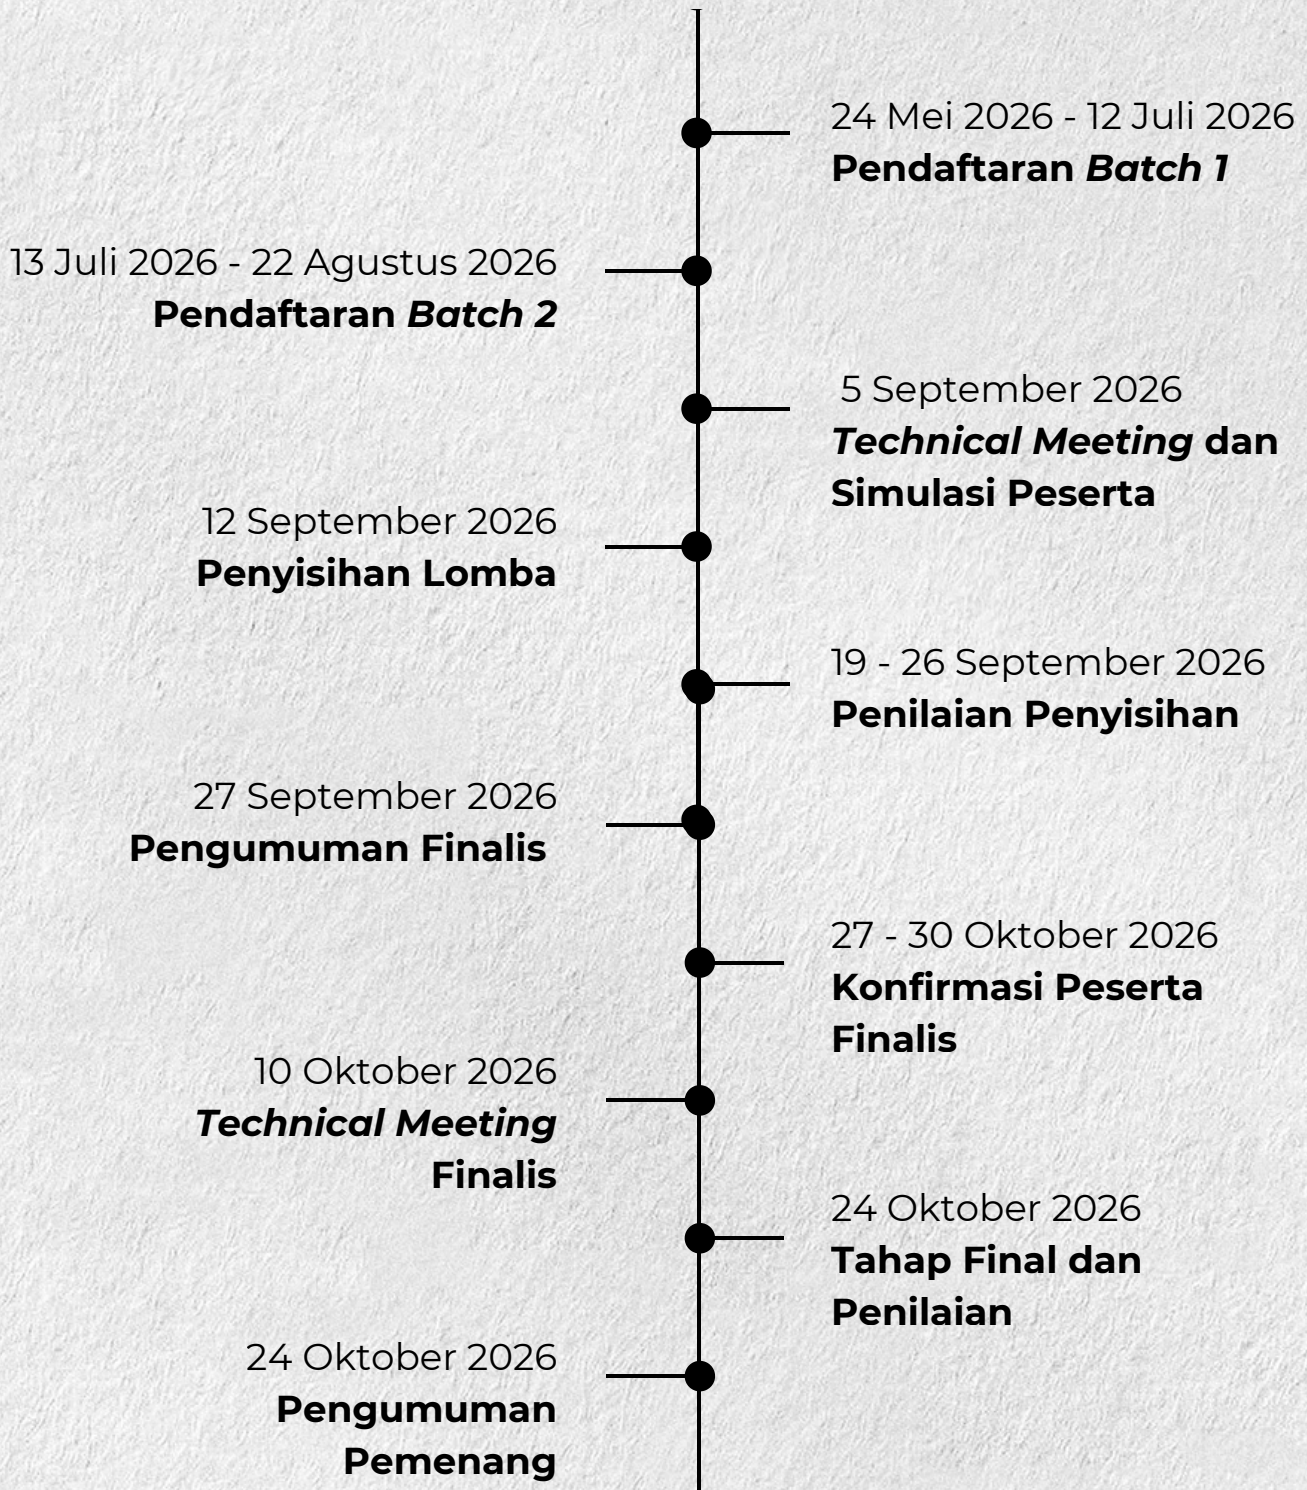 24 Mei 2026 - 12 Juli 2026
Pendaftaran Batch 1
13 Juli 2026 - 22 Agustus 2026
Pendaftaran Batch 2
5 September 2026
Technical Meeting dan
Simulasi Peserta
12 September 2026
Penyisihan Lomba
19 - 26 September 2026
Penilaian Penyisihan
27 September 2026
Pengumuman Finalis
27 - 30 Oktober 2026
Konfirmasi Peserta
Finalis
10 Oktober 2026
Technical Meeting
Finalis
24 Oktober 2026
Tahap Final dan
Penilaian
24 Oktober 2026
Pengumuman
Pemenang